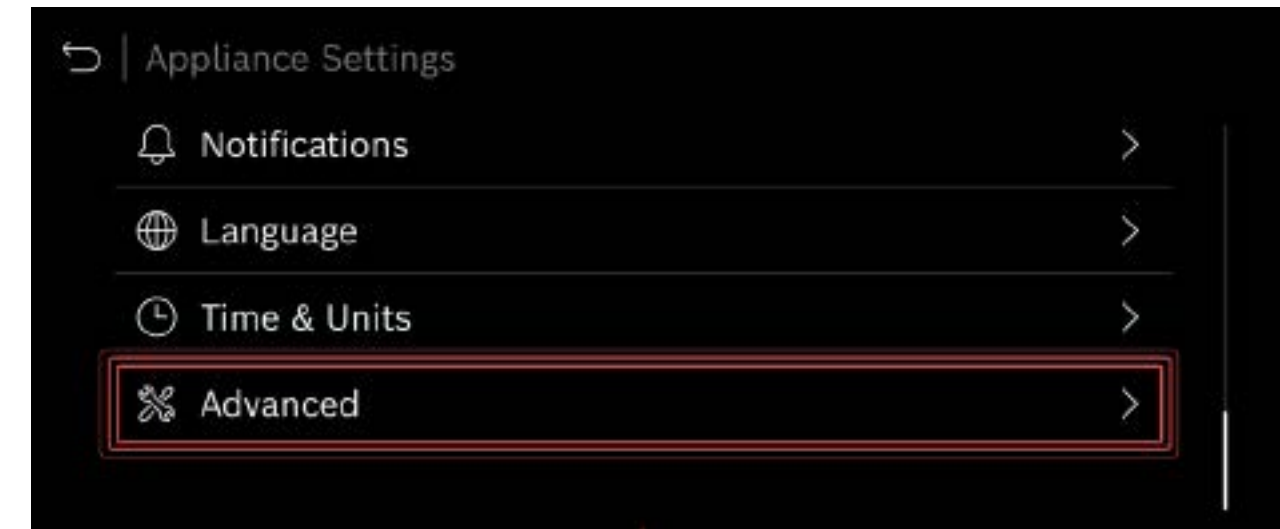 Appliance Settings
Notifications
Language
Time & Units
Advanced